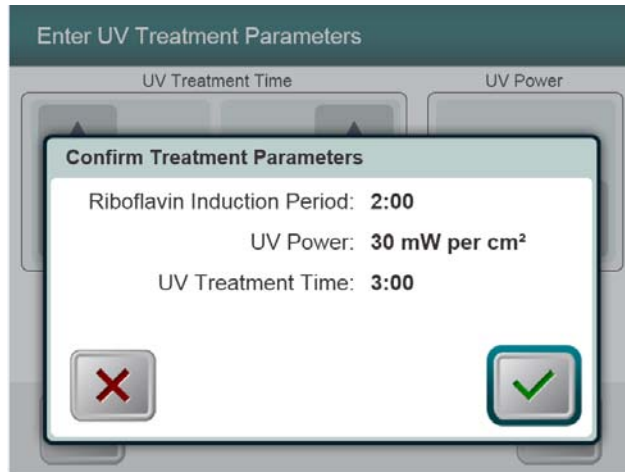 Enter UV Treatment Parameters
UV Treatment Time UV Power
Confirm Treatment Parameters
Riboflavin Induction Period: 2:00
UV Power: 30 mW per cm²
UV Treatment Time: 3:00